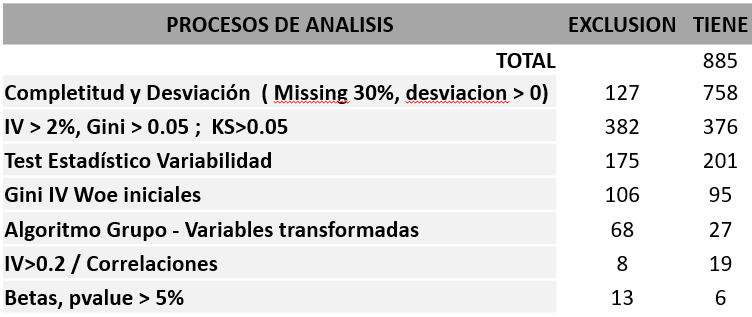 PROCESOS DE ANALISIS EXCLUSION TIENE
TOTAL 885
Completitud y Desviación ( Missing 30%, desviacion > 0) 127 758
IV > 2%, Gini > 0.05 ; KS>0.05 382 376
Test Estadístico Variabilidad 175 201
Gini IV Woe iniciales 106 95
Algoritmo Grupo - Variables transformadas 68 27
IV>0.2 / Correlaciones 8 19
Betas, pvalue > 5% 13 6